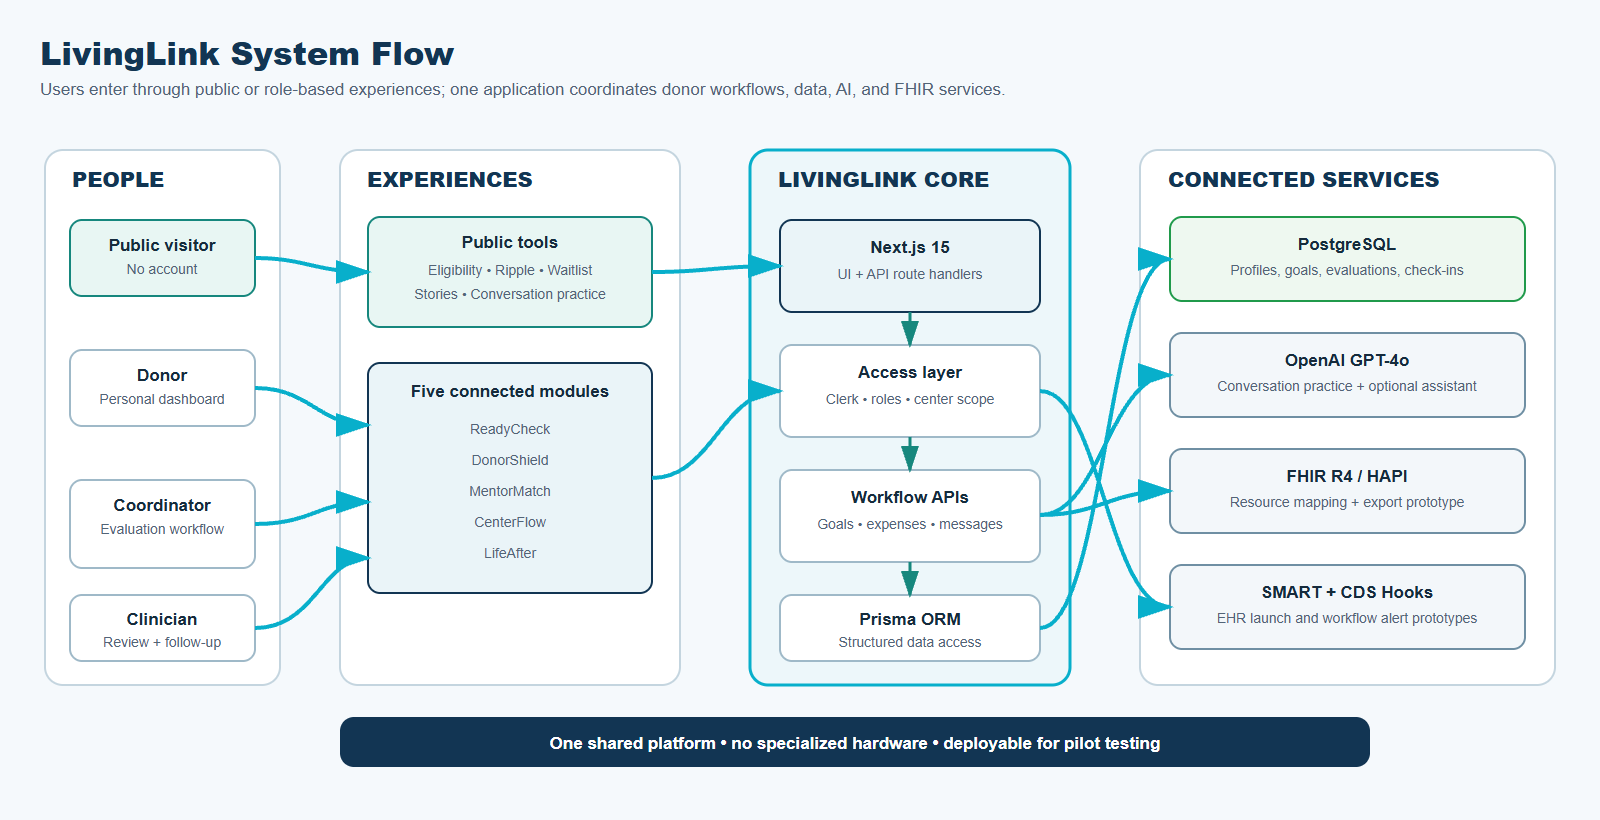 LivingLink System Flow
Users enter through public or role-based experiences; one application coordinates donor workflows, data, AI, and FHIR services.
PEOPLE
Public visitor
No account
Donor
Personal dashboard
Coordinator
Evaluation workflow
Clinician
Review + follow-up
EXPERIENCES
Public tools
Eligibility • Ripple • Waitlist
Stories • Conversation practice
Five connected modules
ReadyCheck
DonorShield
MentorMatch
CenterFlow
LifeAfter
LIVINGLINK CORE
Next.js 15
UI + API route handlers
Access layer
Clerk • roles • center scope
Workflow APIs
Goals • expenses • messages
Prisma ORM
Structured data access
CONNECTED SERVICES
PostgreSQL
Profiles, goals, evaluations, check-ins
OpenAI GPT-4o
Conversation practice + optional assistant
FHIR R4 / HAPI
Resource mapping + export prototype
SMART + CDS Hooks
EHR launch and workflow alert prototypes
One shared platform • no specialized hardware • deployable for pilot testing